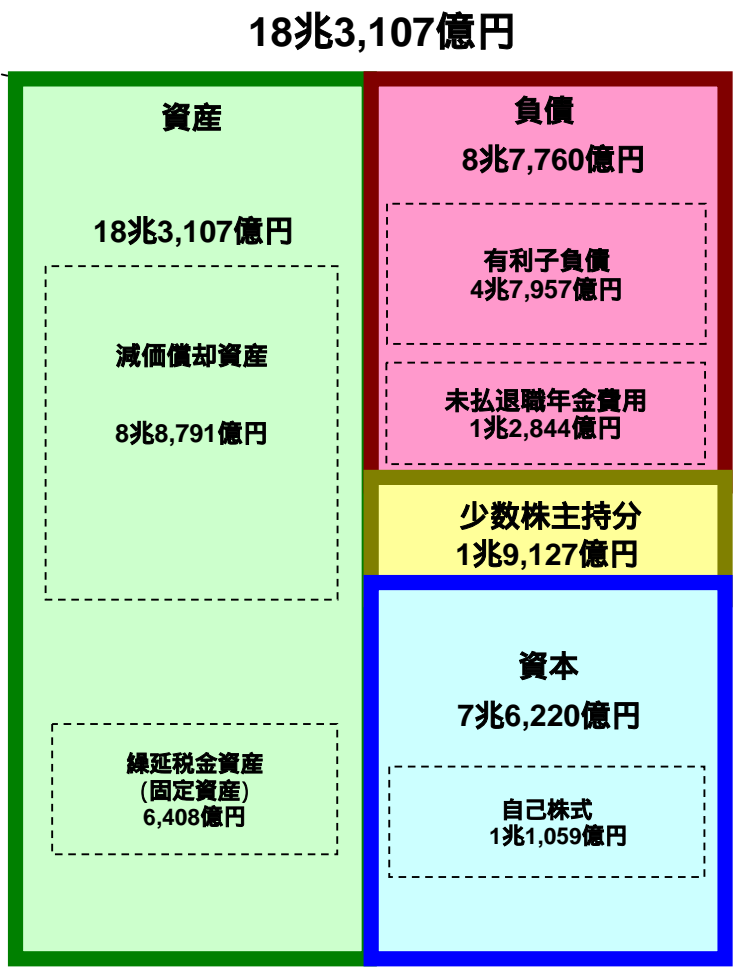 18兆3,107億円
資産
18兆3,107億円
減価償却資産
8兆8,791億円
繰延税金資産
(固定資産)
6,408億円
負債
8兆7,760億円
有利子負債
4兆7,957億円
未払退職年金費用
1兆2,844億円
少数株主持分
1兆9,127億円
資本
7兆6,220億円
自己株式
1兆1,059億円